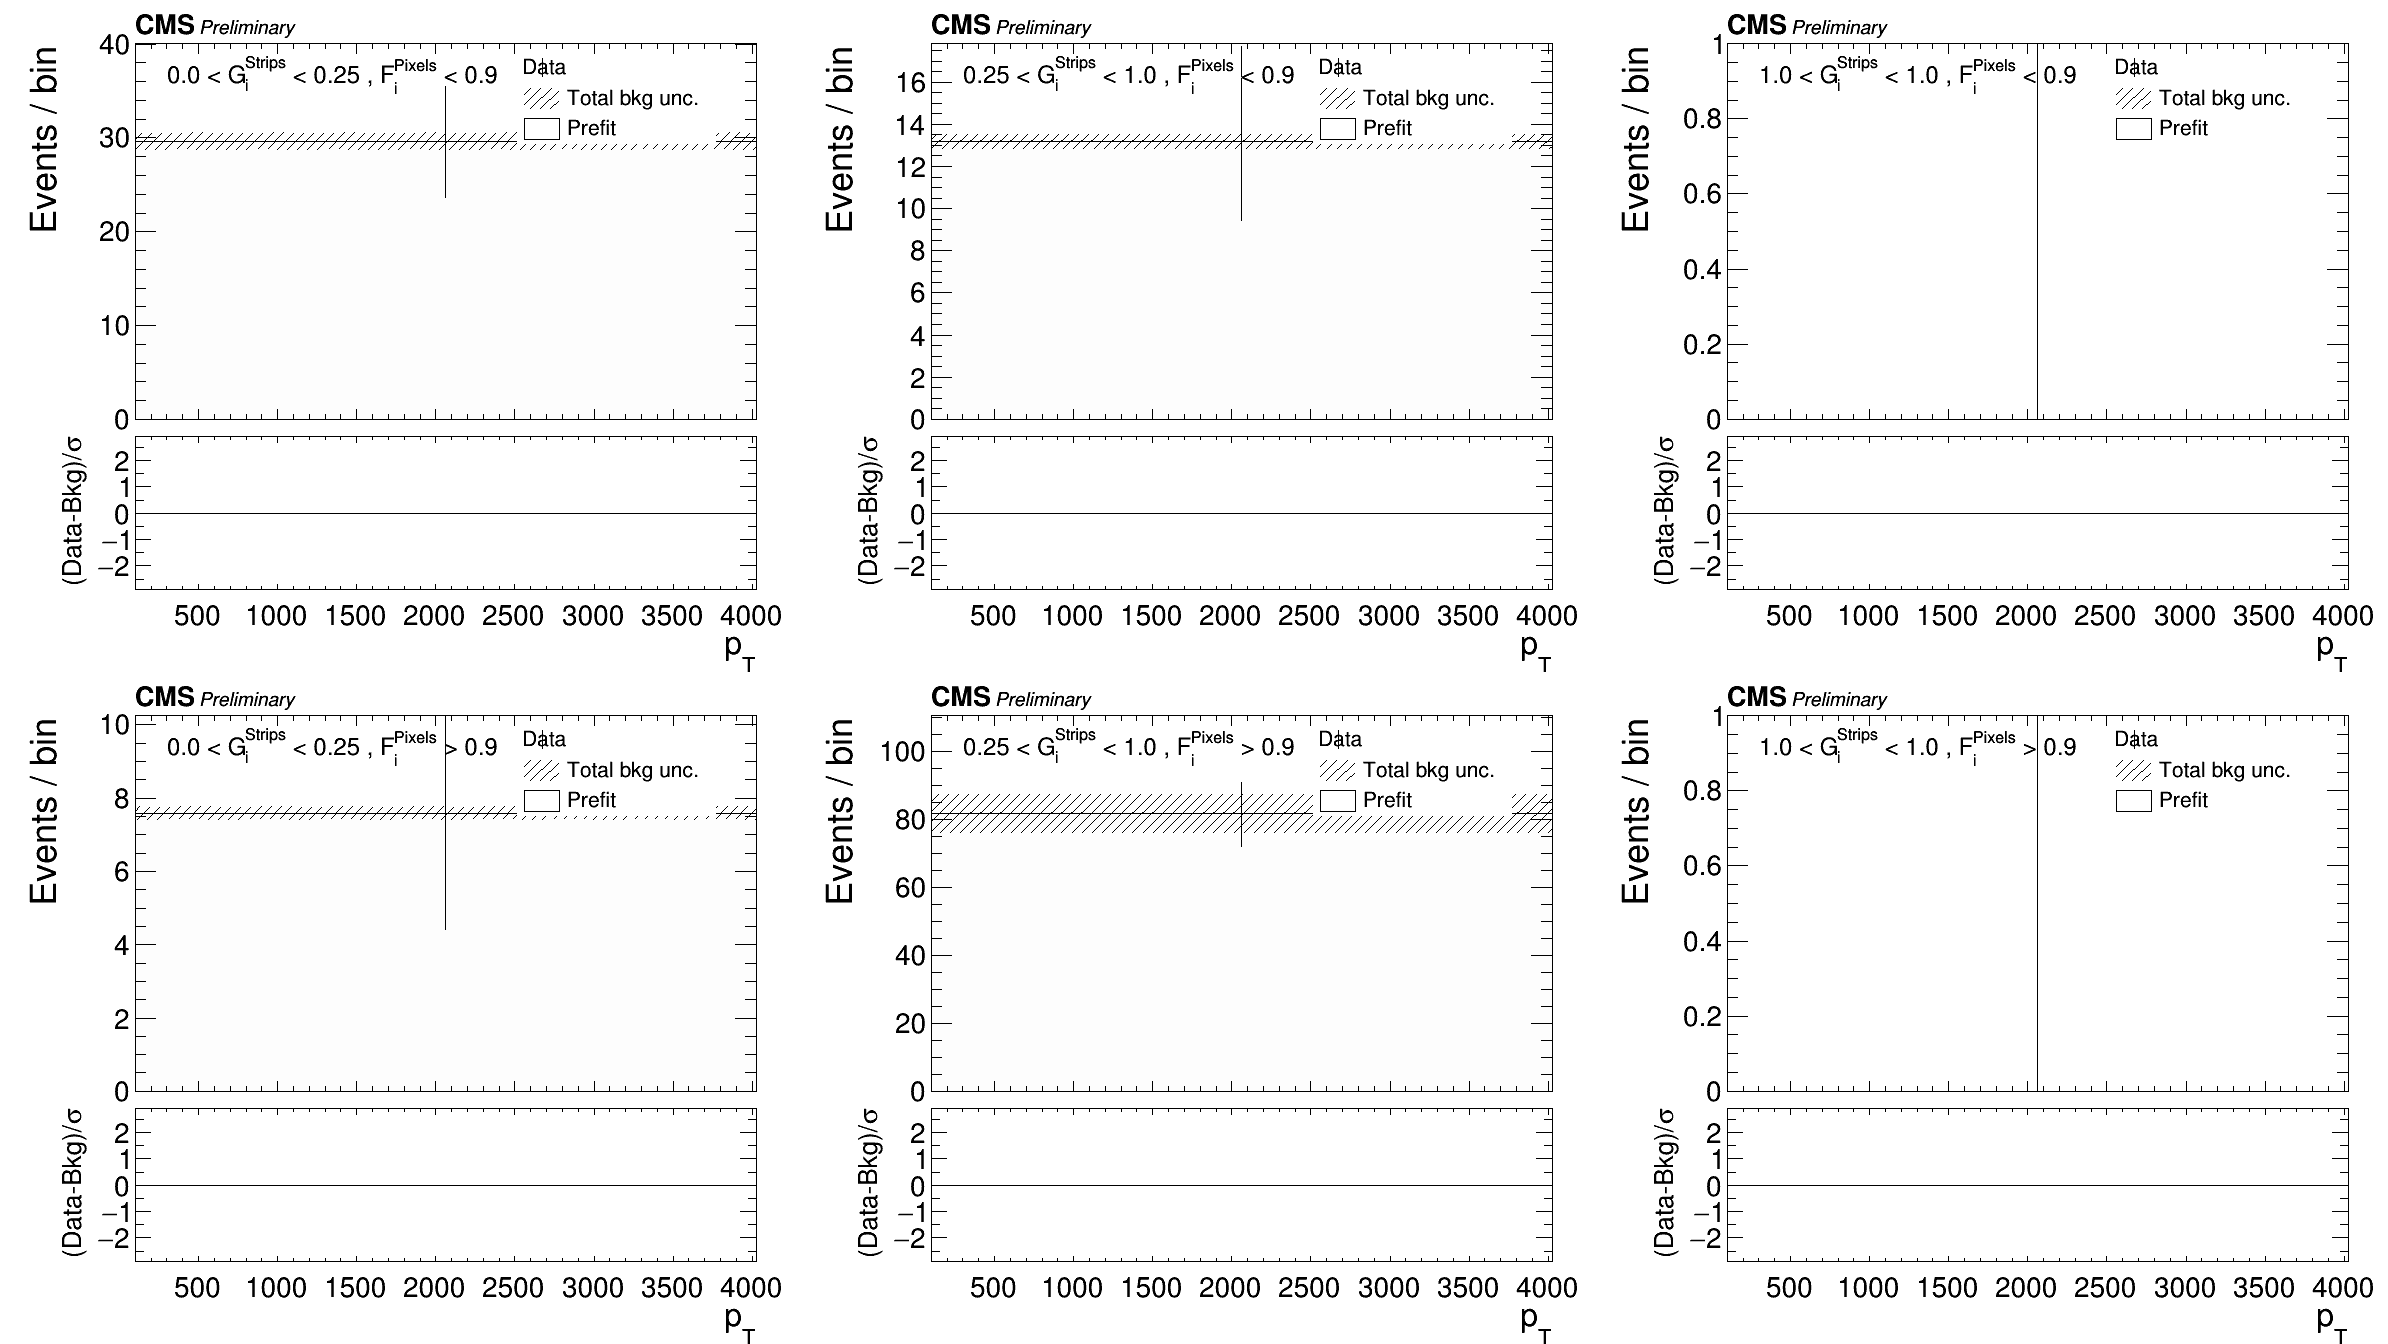 CMS Preliminary
Events / bin
0.0 < G_i^Strips < 0.25 , F_i^Pixels < 0.9
Data
Total bkg unc.
Prefit
40
30
20
10
0
(Data-Bkg)/σ
2
1
0
−1
−2
500 1000 1500 2000 2500 3000 3500 4000
p_T
CMS Preliminary
Events / bin
0.25 < G_i^Strips < 1.0 , F_i^Pixels < 0.9
Data
Total bkg unc.
Prefit
16
14
12
10
8
6
4
2
0
(Data-Bkg)/σ
2
1
0
−1
−2
500 1000 1500 2000 2500 3000 3500 4000
p_T
CMS Preliminary
Events / bin
1.0 < G_i^Strips < 1.0 , F_i^Pixels < 0.9
Data
Total bkg unc.
Prefit
1
0.8
0.6
0.4
0.2
0
(Data-Bkg)/σ
2
1
0
−1
−2
500 1000 1500 2000 2500 3000 3500 4000
p_T
CMS Preliminary
Events / bin
0.0 < G_i^Strips < 0.25 , F_i^Pixels > 0.9
Data
Total bkg unc.
Prefit
10
8
6
4
2
0
(Data-Bkg)/σ
2
1
0
−1
−2
500 1000 1500 2000 2500 3000 3500 4000
p_T
CMS Preliminary
Events / bin
0.25 < G_i^Strips < 1.0 , F_i^Pixels > 0.9
Data
Total bkg unc.
Prefit
100
80
60
40
20
0
(Data-Bkg)/σ
2
1
0
−1
−2
500 1000 1500 2000 2500 3000 3500 4000
p_T
CMS Preliminary
Events / bin
1.0 < G_i^Strips < 1.0 , F_i^Pixels > 0.9
Data
Total bkg unc.
Prefit
1
0.8
0.6
0.4
0.2
0
(Data-Bkg)/σ
2
1
0
−1
−2
500 1000 1500 2000 2500 3000 3500 4000
p_T